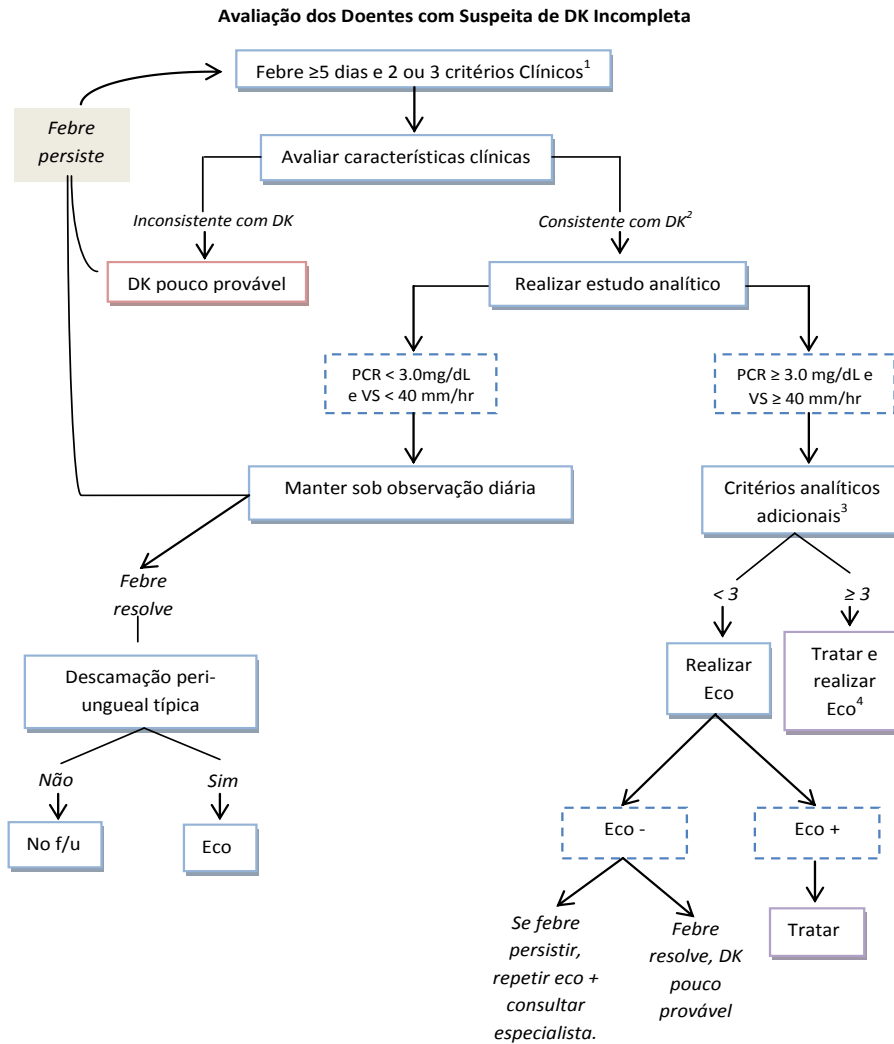 Avaliação dos Doentes com Suspeita de DK Incompleta
Febre ≥5 dias e 2 ou 3 critérios Clínicos¹
Febre
persiste
Avaliar características clínicas
Inconsistente com DK
Consistente com DK²
DK pouco provável
Realizar estudo analítico
PCR < 3.0mg/dL
e VS < 40 mm/hr
PCR ≥ 3.0 mg/dL e
VS ≥ 40 mm/hr
Manter sob observação diária
Critérios analíticos
adicionais³
Febre
resolve
< 3
≥ 3
Descamação peri-
ungueal típica
Realizar
Eco
Tratar e
realizar
Eco⁴
Não
Sim
No f/u
Eco
Eco -
Eco +
Se febre
persistir,
repetir eco +
consultar
especialista.
Febre
resolve, DK
pouco
provável
Tratar